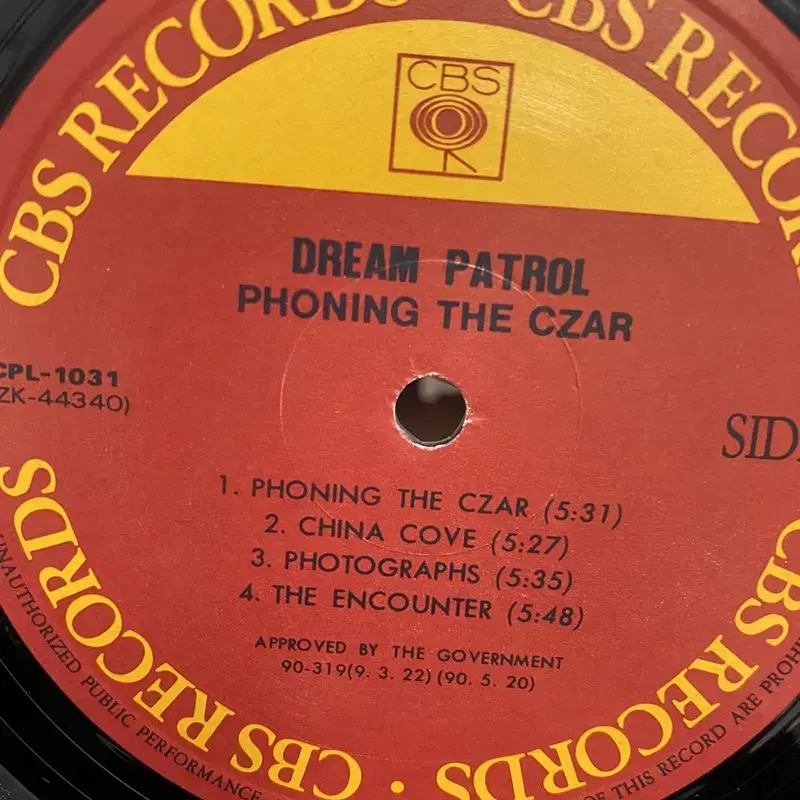 CBS RECORDS
CBS RECOR
CBS
DREAM PATROL
PHONING THE CZAR
CPL-1031
ZK-44340)
SID
1. PHONING THE CZAR (5:31)
2. CHINA COVE (5:27)
3. PHOTOGRAPHS (5:35)
4. THE ENCOUNTER (5:48)
APPROVED BY THE GOVERNMENT
90-319(9. 3. 22) (90. 5. 20)
RDS
CBS RECORDS · CBS RECORDS
CBS RECORDS
UNAUTHORIZED PUBLIC PERFORMANCE
OF THIS RECORD ARE PROHI